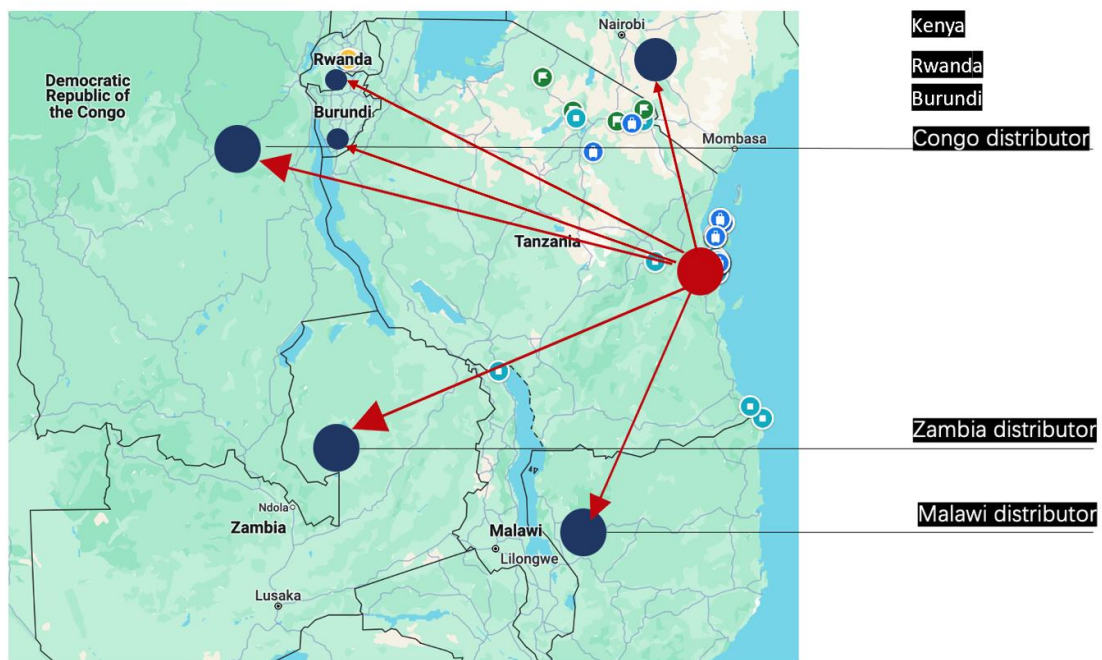 Nairobi
Kenya
Rwanda
Rwanda
Democratic
Republic of
the Congo
Burundi
Burundi
Mombasa
Congo distributor
Tanzania
Zambia distributor
Ndola
Zambia
Malawi
Malawi distributor
Lilongwe
Lusaka